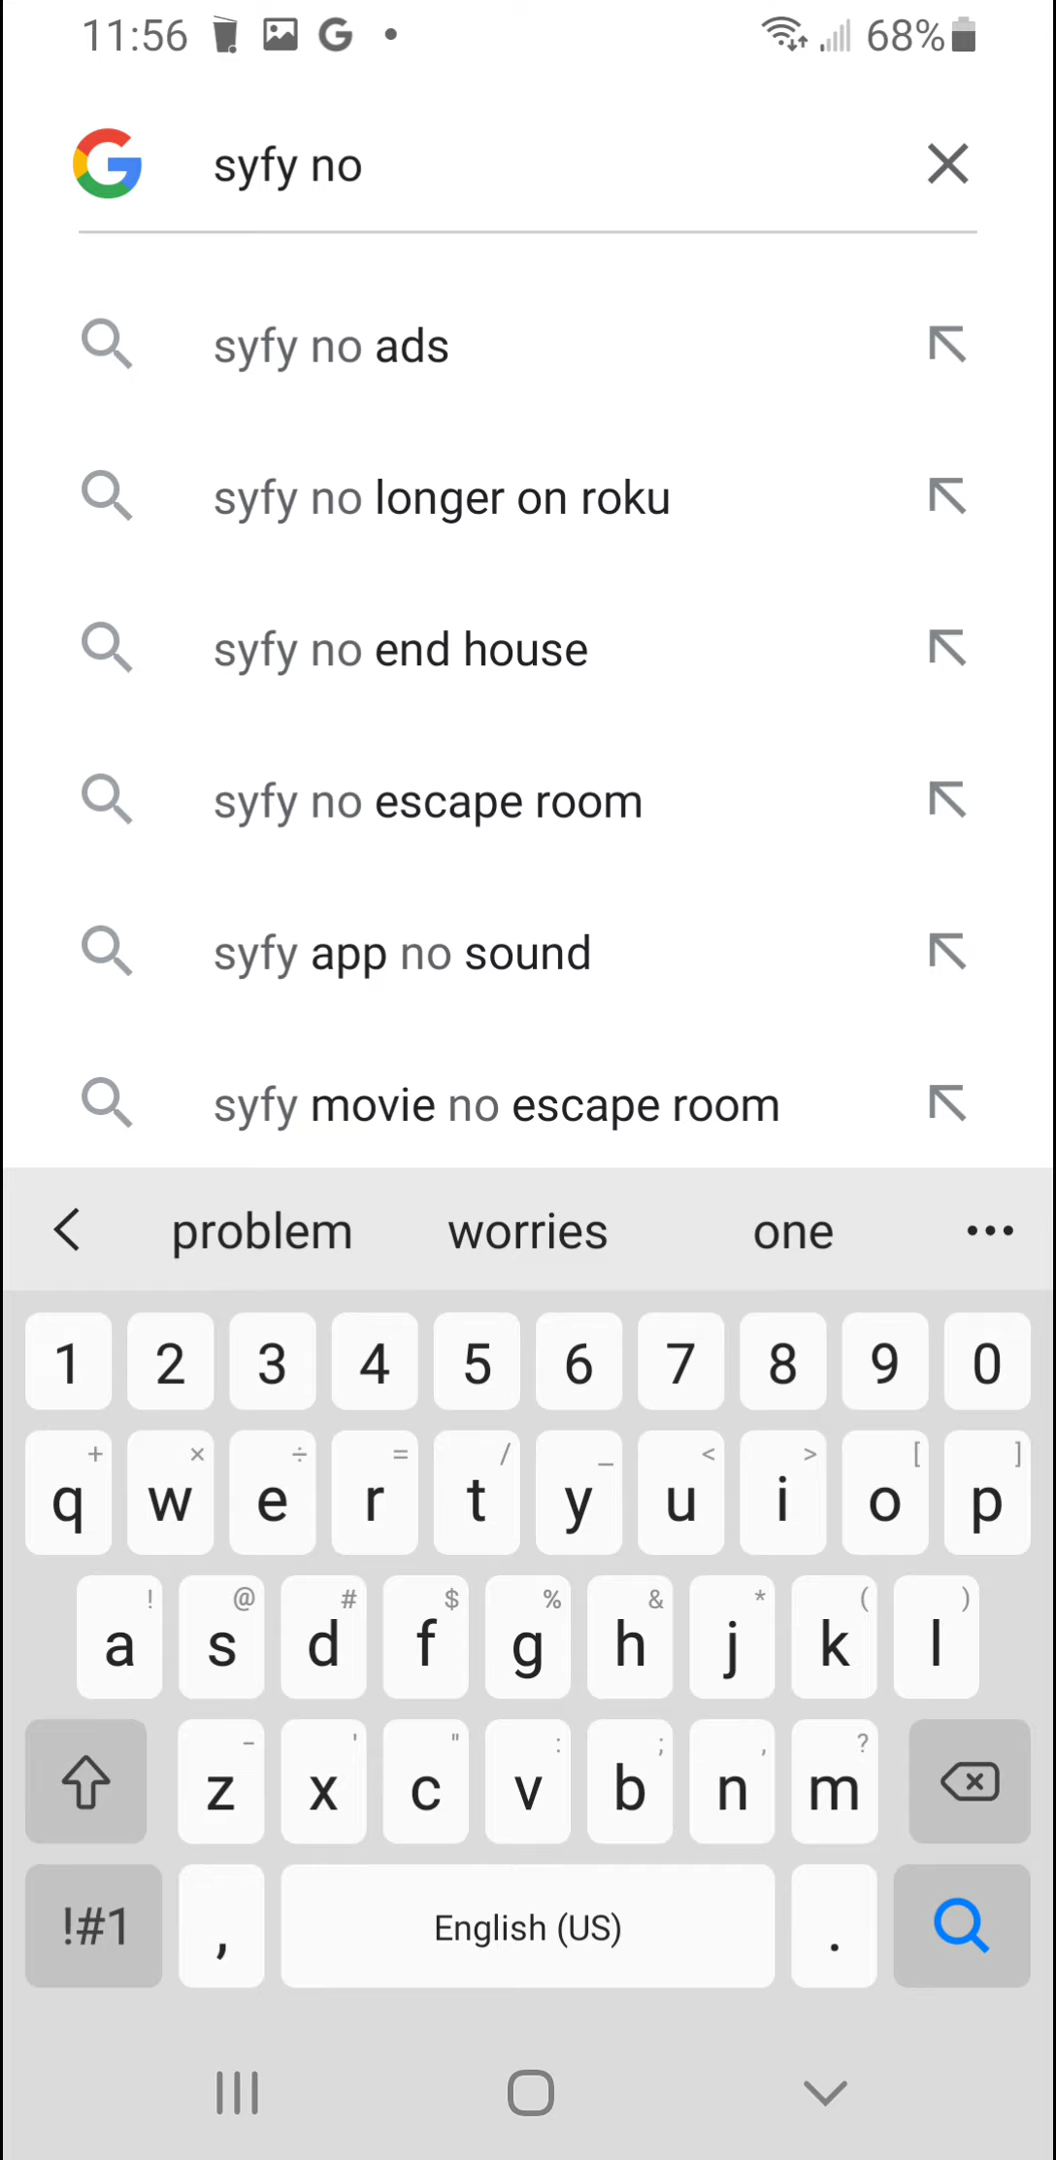 11:56 G 68%
G syfy no
syfy no ads
syfy no longer on roku
syfy no end house
syfy no escape room
syfy app no sound
syfy movie no escape room
problem worries one
1 2 3 4 5 6 7 8 9 0
+ × ÷ = / _ < > [ ]
q w e r t y u i o p
! @ # $ % & * ( )
a s d f g h j k l
- ' " : ; , ?
z x c v b n m
!#1 , English (US) .